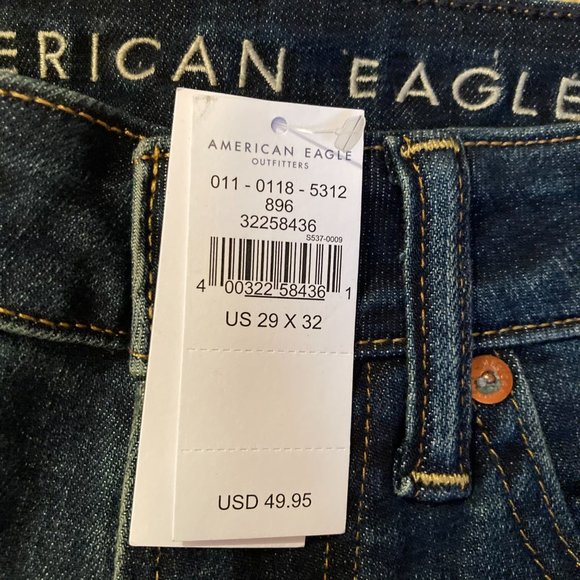 ERICAN EAGLE
AMERICAN EAGLE
OUTFITTERS
011 - 0118 - 5312
896
32258436
S537-0009
4 00322 58436 1
US 29 X 32
USD 49.95